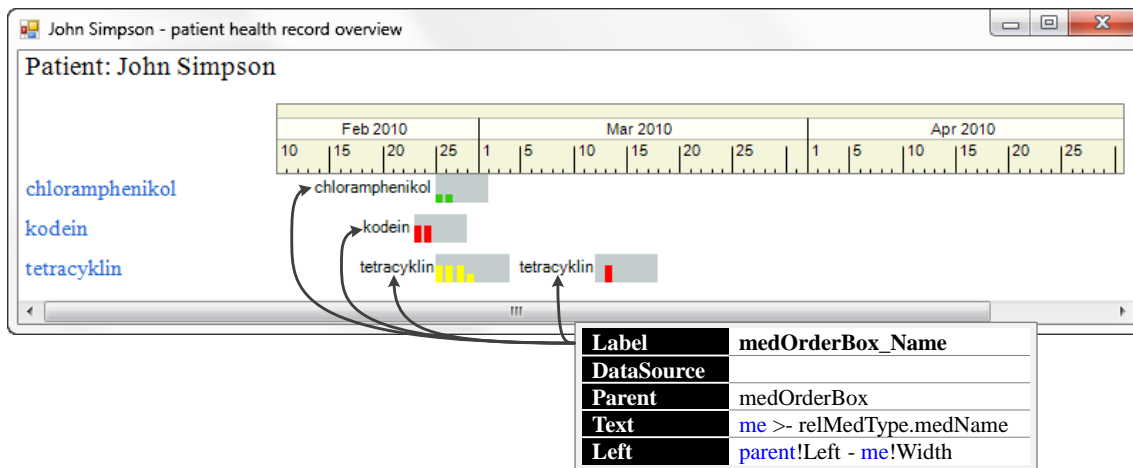 John Simpson - patient health record overview
Patient: John Simpson
Feb 2010 Mar 2010 Apr 2010
10 15 20 25 1 5 10 15 20 25 1 5 10 15 20 25
chloramphenikol chloramphenikol
kodein kodein
tetracyklin tetracyklin tetracyklin
Label medOrderBox_Name
DataSource
Parent medOrderBox
Text me >- relMedType.medName
Left parent!Left - me!Width